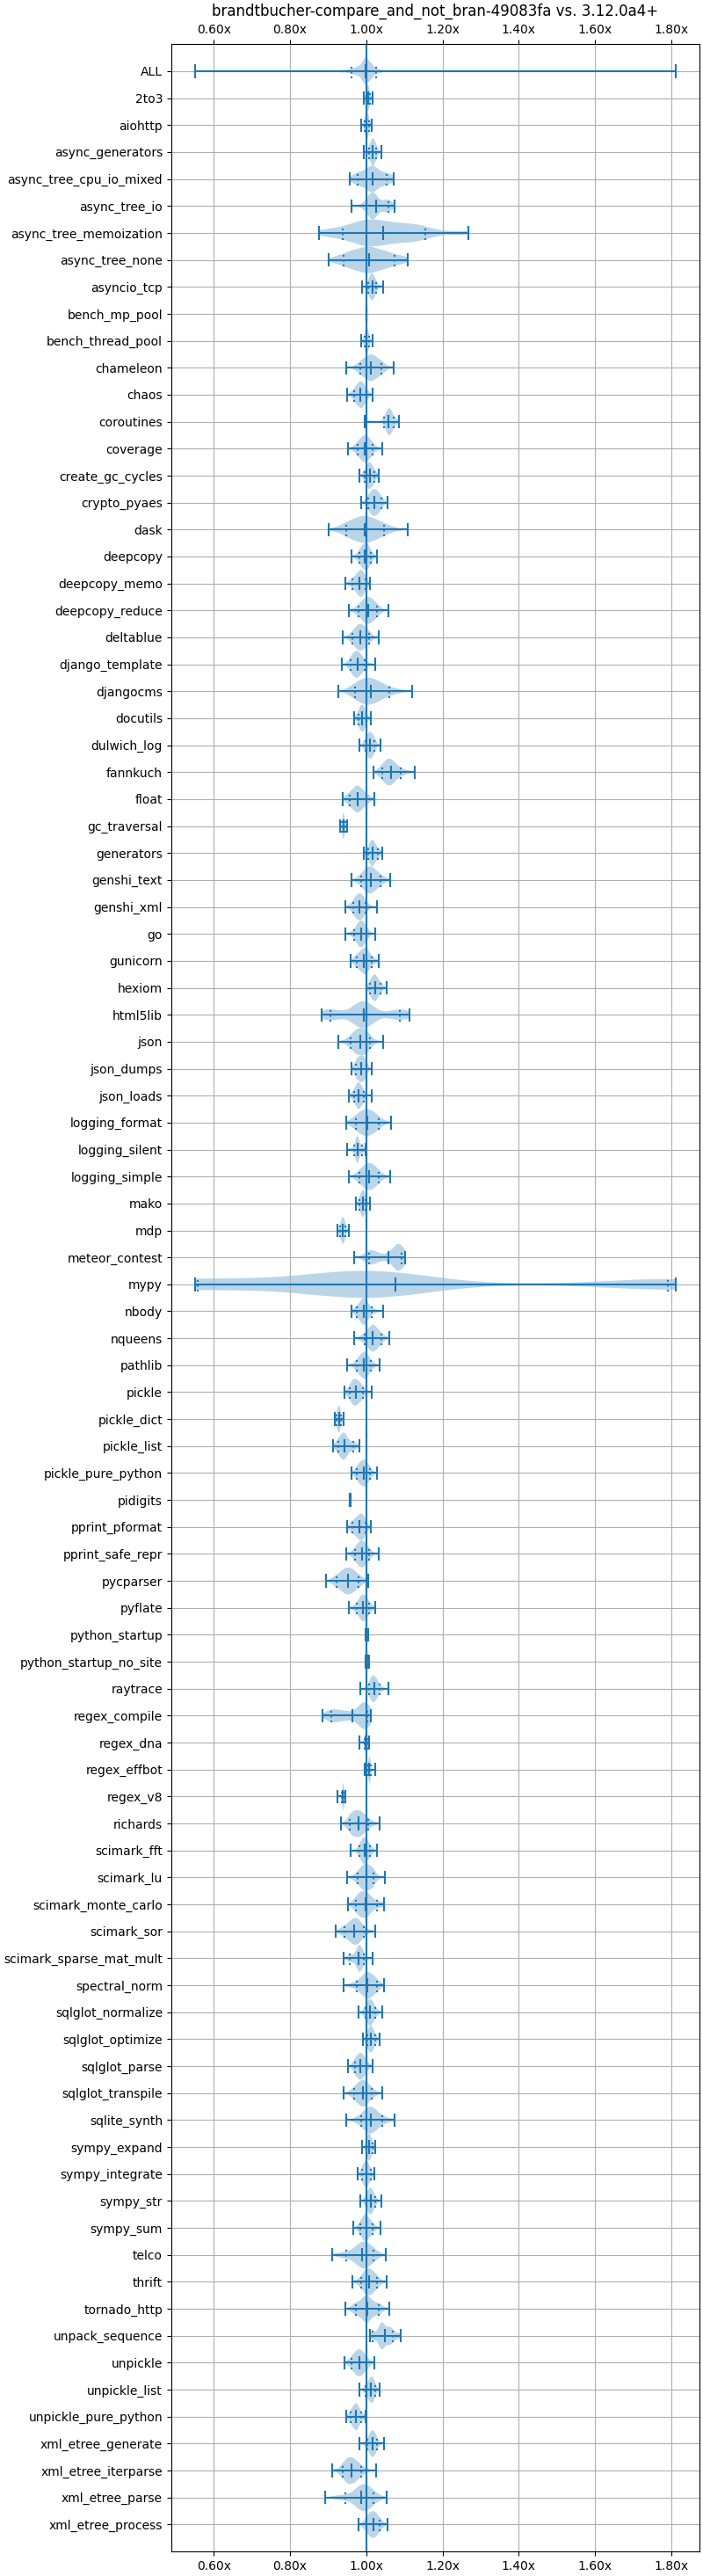 brandtbucher-compare_and_not_bran-49083fa vs. 3.12.0a4+
0.60x 0.80x 1.00x 1.20x 1.40x 1.60x 1.80x
ALL
2to3
aiohttp
async_generators
async_tree_cpu_io_mixed
async_tree_io
async_tree_memoization
async_tree_none
asyncio_tcp
bench_mp_pool
bench_thread_pool
chameleon
chaos
coroutines
coverage
create_gc_cycles
crypto_pyaes
dask
deepcopy
deepcopy_memo
deepcopy_reduce
deltablue
django_template
djangocms
docutils
dulwich_log
fannkuch
float
gc_traversal
generators
genshi_text
genshi_xml
go
gunicorn
hexiom
html5lib
json
json_dumps
json_loads
logging_format
logging_silent
logging_simple
mako
mdp
meteor_contest
mypy
nbody
nqueens
pathlib
pickle
pickle_dict
pickle_list
pickle_pure_python
pidigits
pprint_pformat
pprint_safe_repr
pycparser
pyflate
python_startup
python_startup_no_site
raytrace
regex_compile
regex_dna
regex_effbot
regex_v8
richards
scimark_fft
scimark_lu
scimark_monte_carlo
scimark_sor
scimark_sparse_mat_mult
spectral_norm
sqlglot_normalize
sqlglot_optimize
sqlglot_parse
sqlglot_transpile
sqlite_synth
sympy_expand
sympy_integrate
sympy_str
sympy_sum
telco
thrift
tornado_http
unpack_sequence
unpickle
unpickle_list
unpickle_pure_python
xml_etree_generate
xml_etree_iterparse
xml_etree_parse
xml_etree_process
0.60x 0.80x 1.00x 1.20x 1.40x 1.60x 1.80x